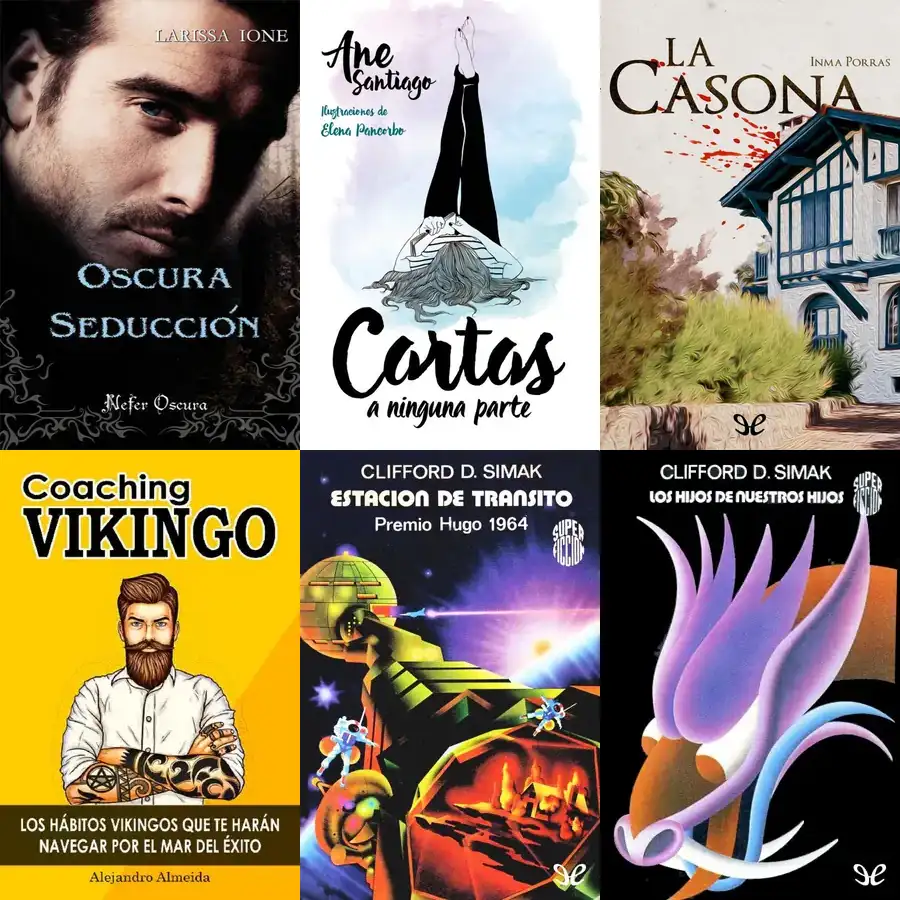 LARISSA IONE
OSCURA
SEDUCCIÓN
Nefer Oscura
Ane
Santiago
Ilustraciones de
Elena Pancorbo
Cartas
a ninguna parte
LA
CASONA
INMA PORRAS
Coaching
VIKINGO
LOS HÁBITOS VIKINGOS QUE TE HARÁN
NAVEGAR POR EL MAR DEL ÉXITO
Alejandro Almeida
CLIFFORD D. SIMAK
ESTACION DE TRANSITO
Premio Hugo 1964
SUPER
FICCION
CLIFFORD D. SIMAK
LOS HIJOS DE NUESTROS HIJOS
SUPER
FICCION